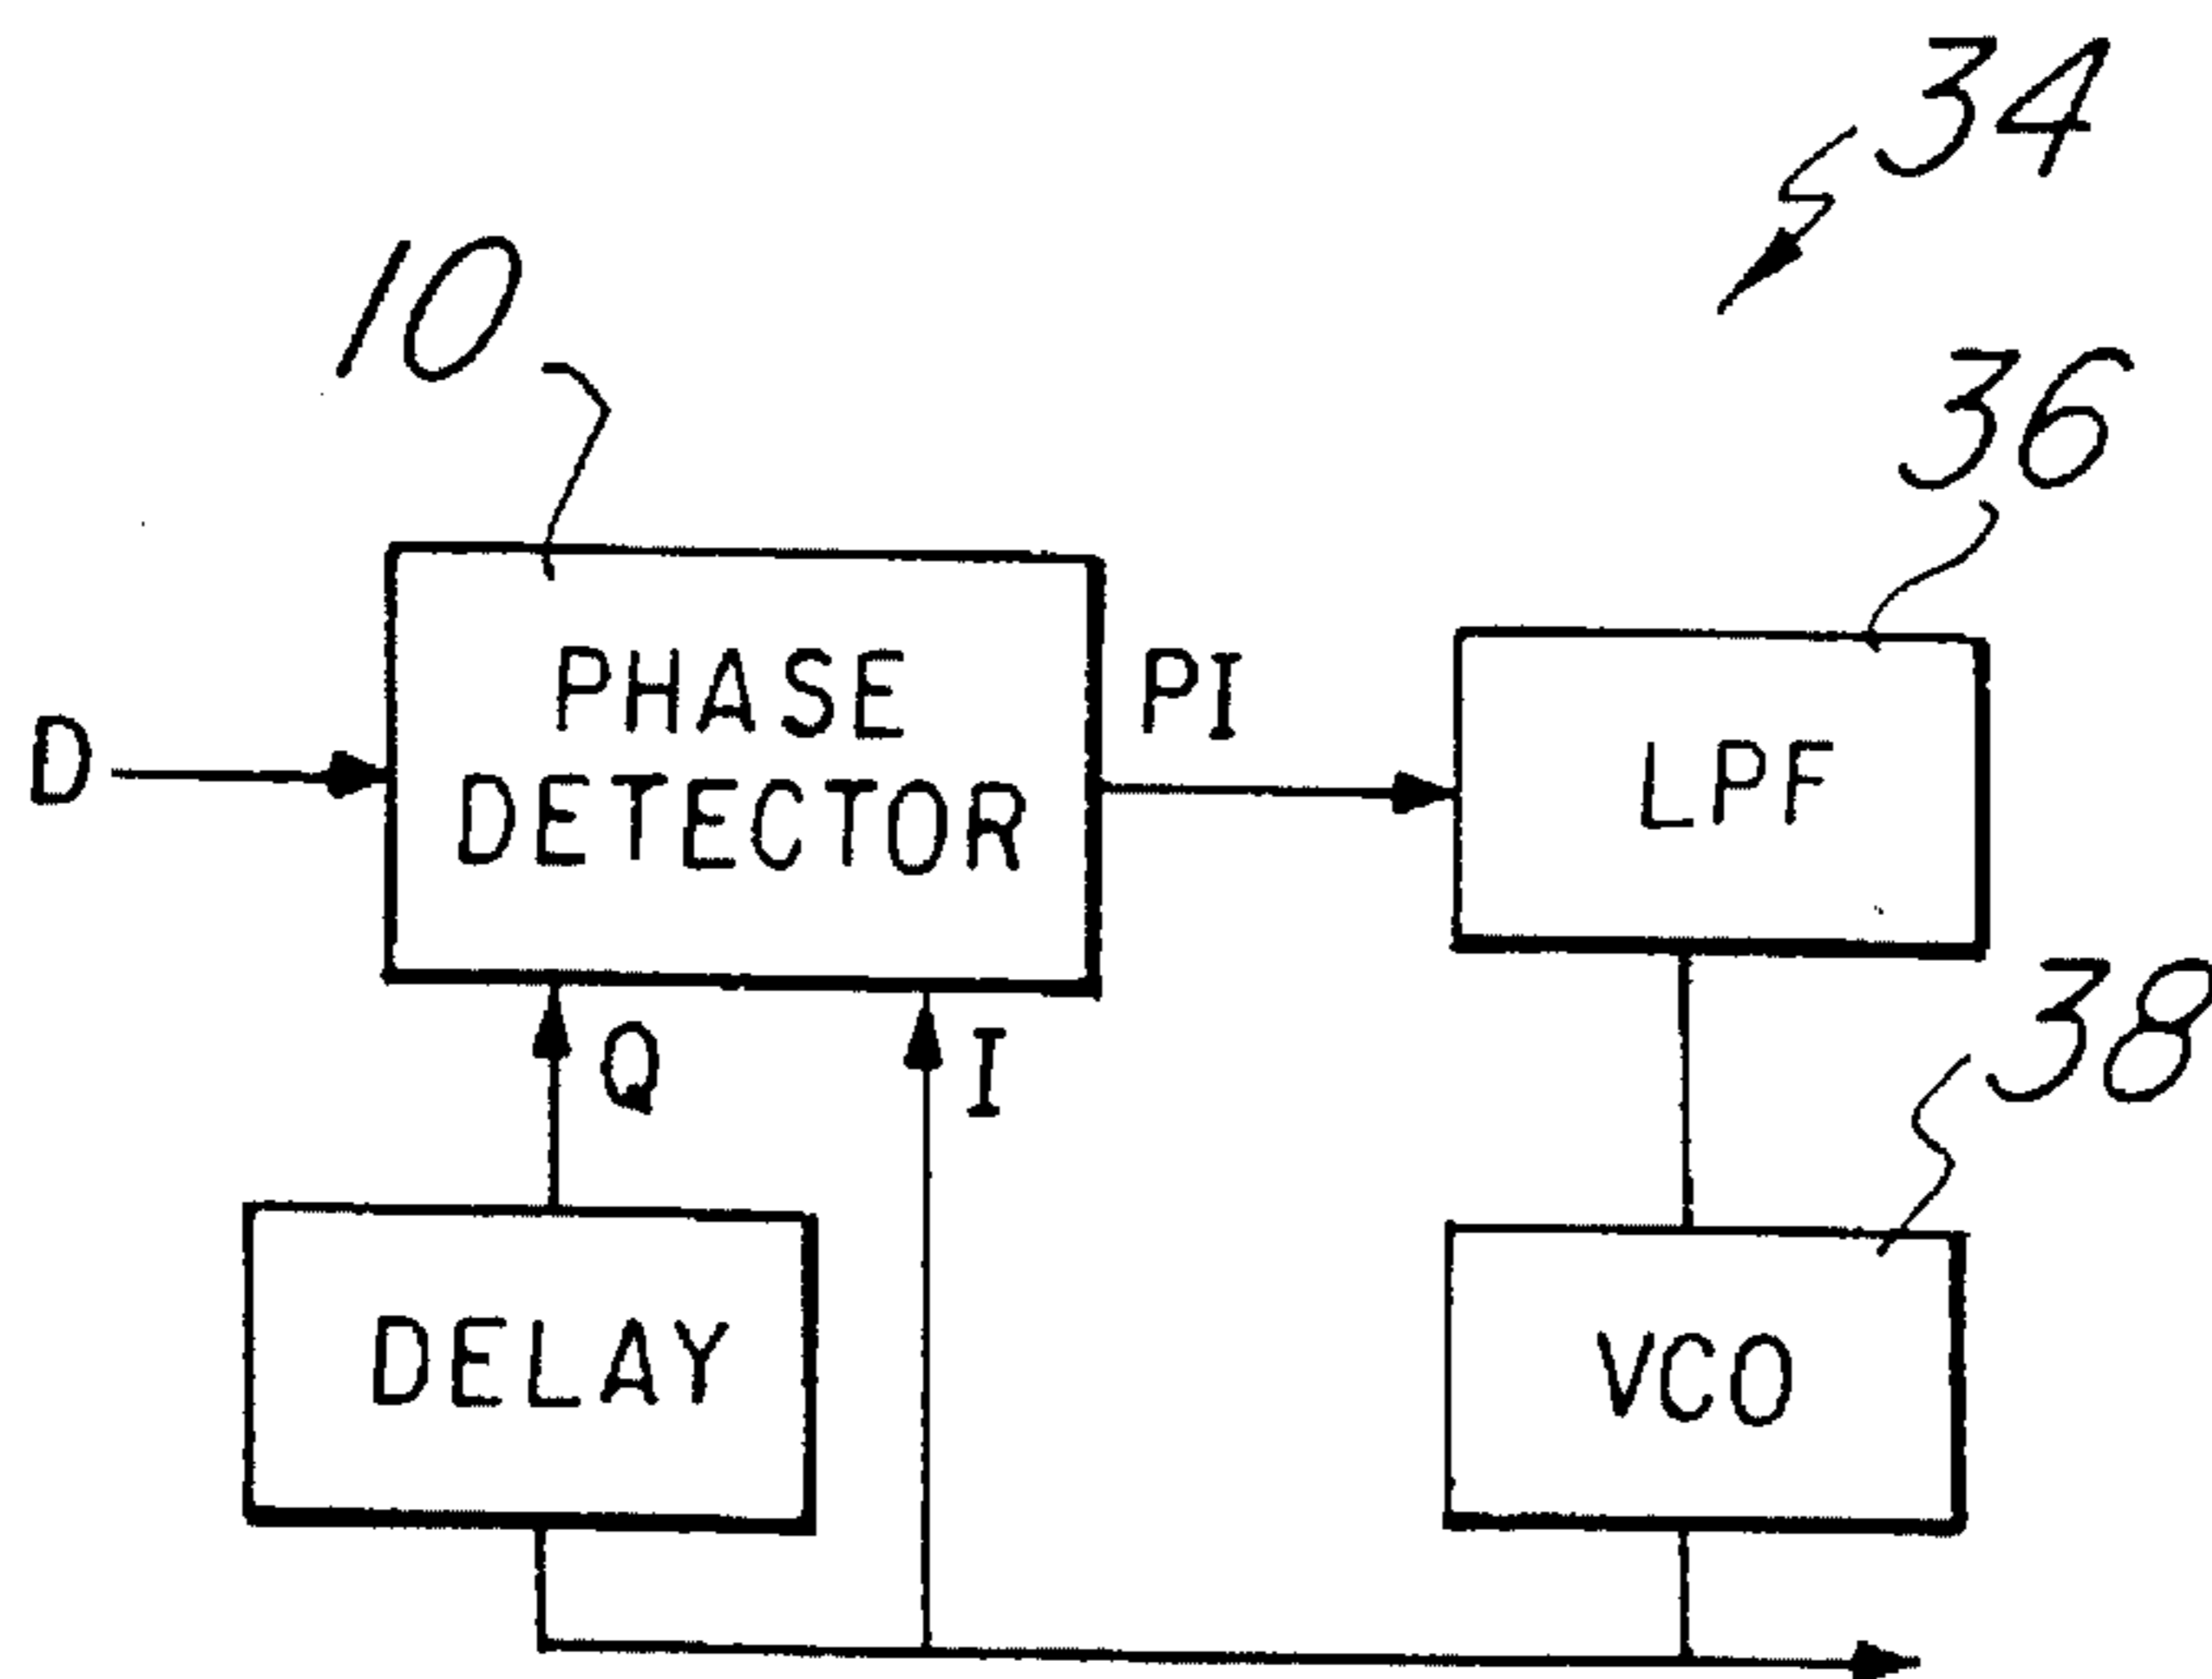 34
10
36
PHASE
DETECTOR
PI
LPF
D
38
Q
I
DELAY
VCO